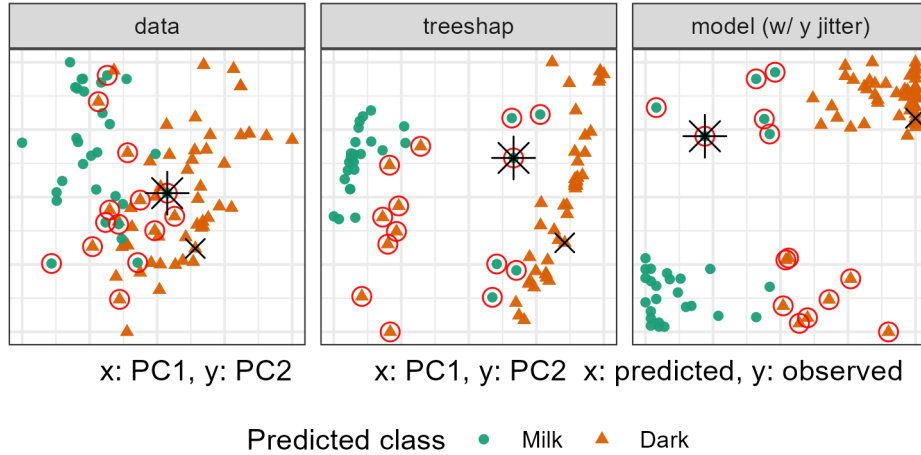 data
treeshap
model (w/ y jitter)
x: PC1, y: PC2
x: PC1, y: PC2
x: predicted, y: observed
Predicted class
Milk
Dark